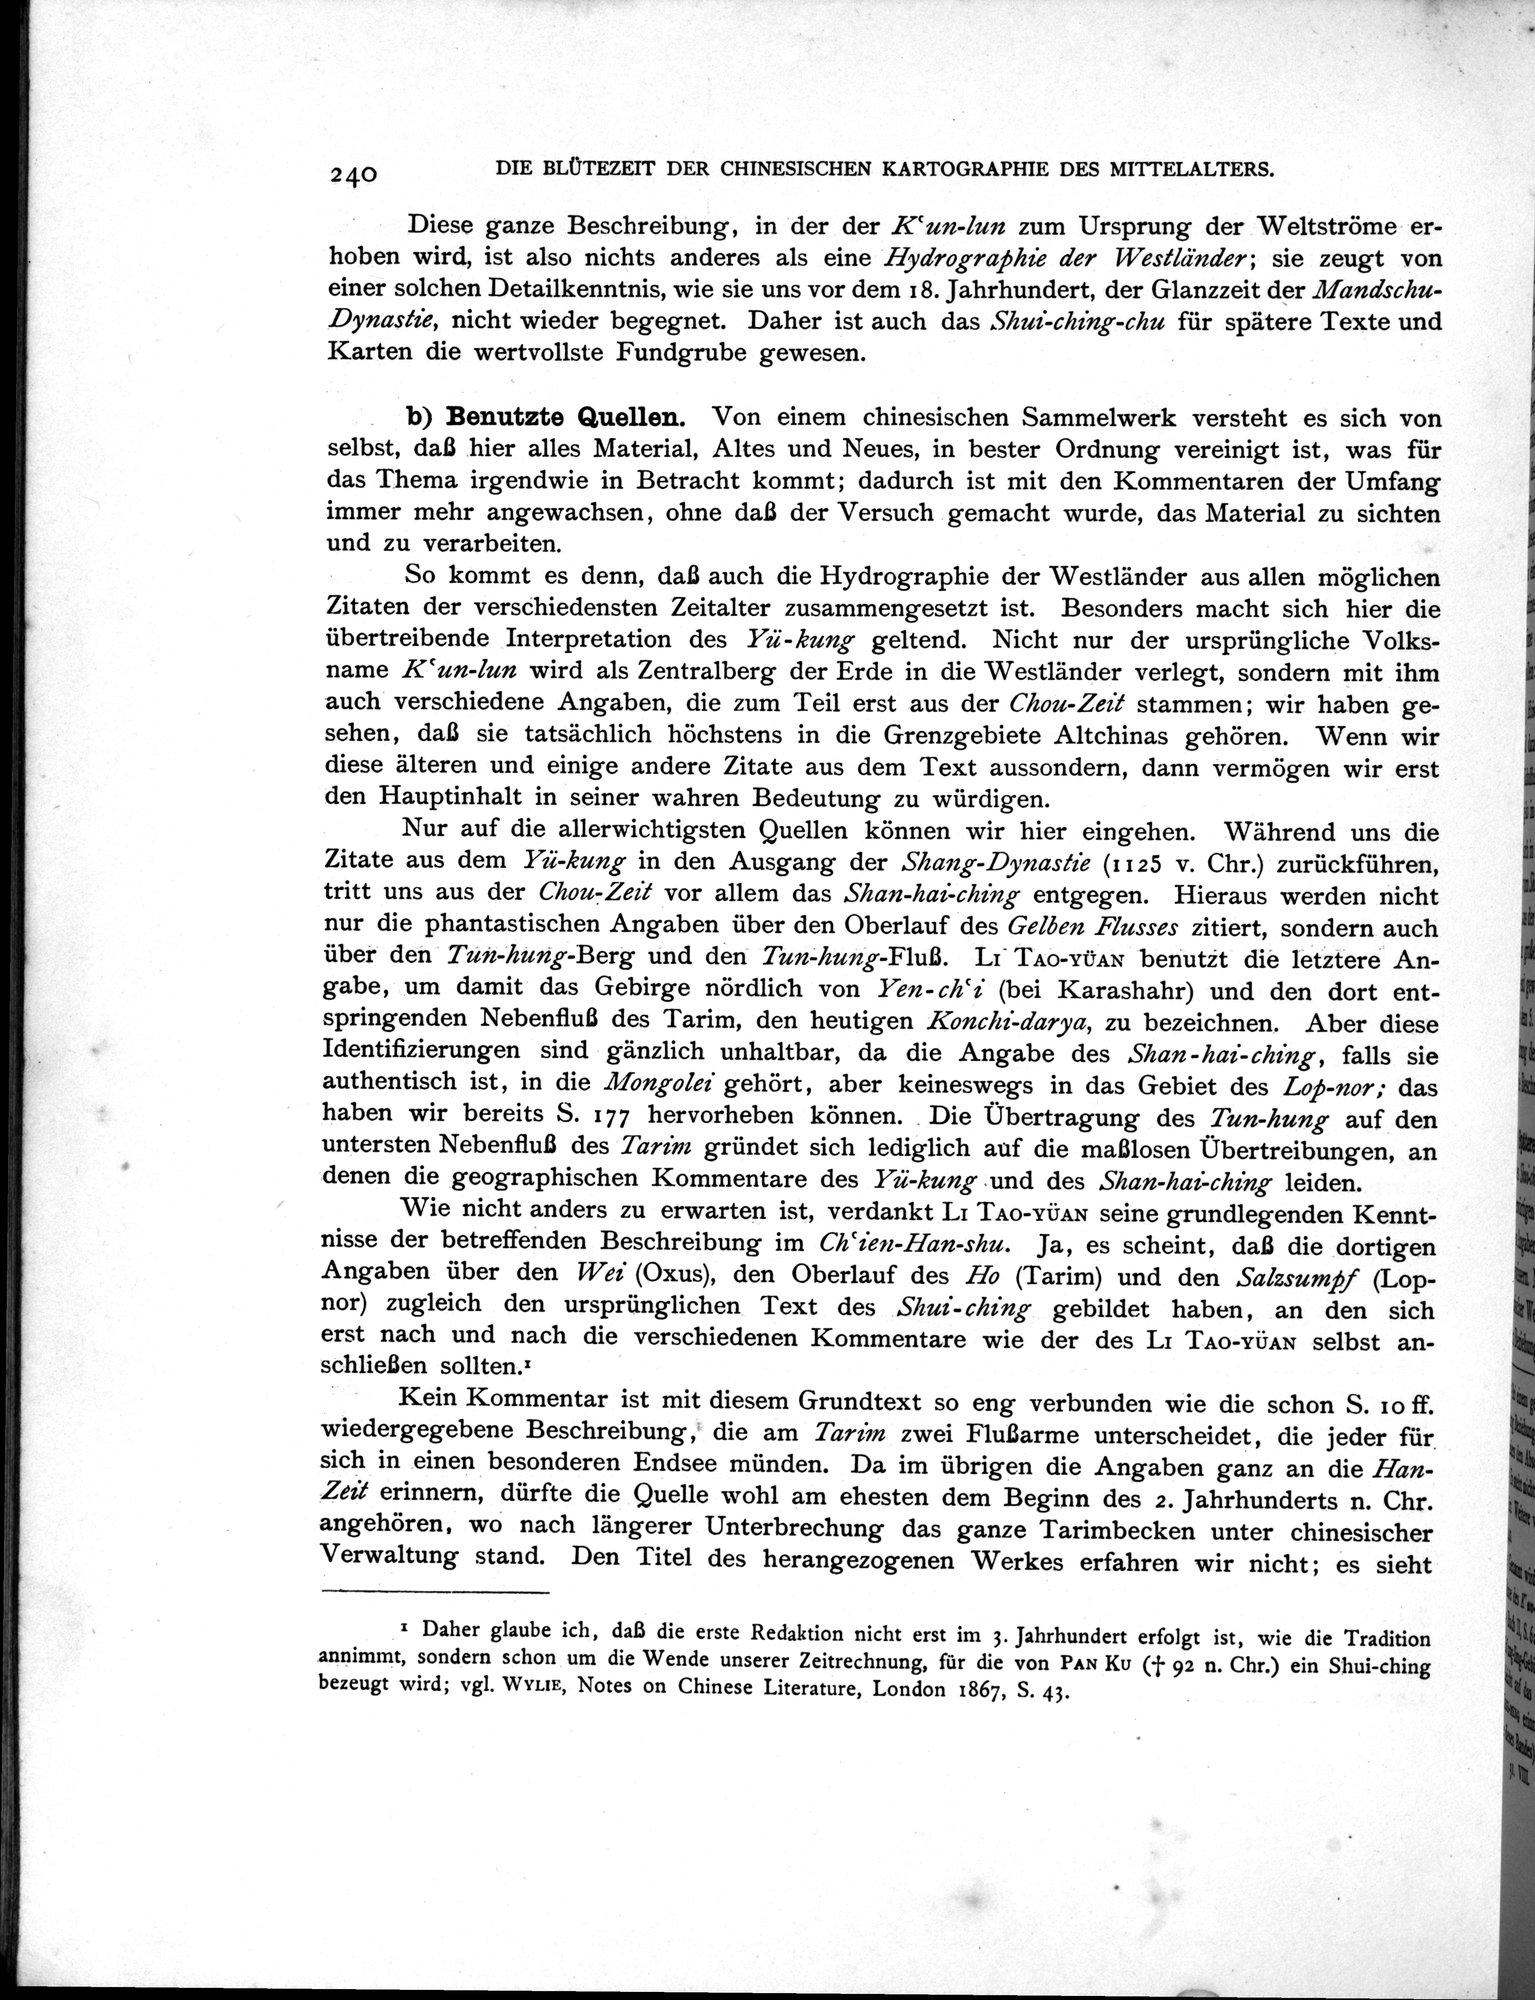 240 DIE BLÜTEZEIT DER CHINESISCHEN KARTOGRAPHIE DES MITTELALTERS.
Diese ganze Beschreibung, in der der Kʿun-lun zum Ursprung der Weltströme er-
hoben wird, ist also nichts anderes als eine Hydrographie der Westländer; sie zeugt von
einer solchen Detailkenntnis, wie sie uns vor dem 18. Jahrhundert, der Glanzzeit der Mandschu-
Dynastie, nicht wieder begegnet. Daher ist auch das Shui-ching-chu für spätere Texte und
Karten die wertvollste Fundgrube gewesen.
b) Benutzte Quellen. Von einem chinesischen Sammelwerk versteht es sich von
selbst, daß hier alles Material, Altes und Neues, in bester Ordnung vereinigt ist, was für
das Thema irgendwie in Betracht kommt; dadurch ist mit den Kommentaren der Umfang
immer mehr angewachsen, ohne daß der Versuch gemacht wurde, das Material zu sichten
und zu verarbeiten.
So kommt es denn, daß auch die Hydrographie der Westländer aus allen möglichen
Zitaten der verschiedensten Zeitalter zusammengesetzt ist. Besonders macht sich hier die
übertreibende Interpretation des Yü-kung geltend. Nicht nur der ursprüngliche Volks-
name Kʿun-lun wird als Zentralberg der Erde in die Westländer verlegt, sondern mit ihm
auch verschiedene Angaben, die zum Teil erst aus der Chou-Zeit stammen; wir haben ge-
sehen, daß sie tatsächlich höchstens in die Grenzgebiete Altchinas gehören. Wenn wir
diese älteren und einige andere Zitate aus dem Text aussondern, dann vermögen wir erst
den Hauptinhalt in seiner wahren Bedeutung zu würdigen.
Nur auf die allerwichtigsten Quellen können wir hier eingehen. Während uns die
Zitate aus dem Yü-kung in den Ausgang der Shang-Dynastie (1125 v. Chr.) zurückführen,
tritt uns aus der Chou-Zeit vor allem das Shan-hai-ching entgegen. Hieraus werden nicht
nur die phantastischen Angaben über den Oberlauf des Gelben Flusses zitiert, sondern auch
über den Tun-hung-Berg und den Tun-hung-Fluß. LI TAO-YÜAN benutzt die letztere An-
gabe, um damit das Gebirge nördlich von Yen-chʿi (bei Karashahr) und den dort ent-
springenden Nebenfluß des Tarim, den heutigen Konchi-darya, zu bezeichnen. Aber diese
Identifizierungen sind gänzlich unhaltbar, da die Angabe des Shan-hai-ching, falls sie
authentisch ist, in die Mongolei gehört, aber keineswegs in das Gebiet des Lop-nor; das
haben wir bereits S. 177 hervorheben können. Die Übertragung des Tun-hung auf den
untersten Nebenfluß des Tarim gründet sich lediglich auf die maßlosen Übertreibungen, an
denen die geographischen Kommentare des Yü-kung und des Shan-hai-ching leiden.
Wie nicht anders zu erwarten ist, verdankt LI TAO-YÜAN seine grundlegenden Kennt-
nisse der betreffenden Beschreibung im Chʿien-Han-shu. Ja, es scheint, daß die dortigen
Angaben über den Wei (Oxus), den Oberlauf des Ho (Tarim) und den Salzsumpf (Lop-
nor) zugleich den ursprünglichen Text des Shui-ching gebildet haben, an den sich
erst nach und nach die verschiedenen Kommentare wie der des LI TAO-YÜAN selbst an-
schließen sollten.¹
Kein Kommentar ist mit diesem Grundtext so eng verbunden wie die schon S. 10 ff.
wiedergegebene Beschreibung, die am Tarim zwei Flußarme unterscheidet, die jeder für
sich in einen besonderen Endsee münden. Da im übrigen die Angaben ganz an die Han-
Zeit erinnern, dürfte die Quelle wohl am ehesten dem Beginn des 2. Jahrhunderts n. Chr.
angehören, wo nach längerer Unterbrechung das ganze Tarimbecken unter chinesischer
Verwaltung stand. Den Titel des herangezogenen Werkes erfahren wir nicht; es sieht
¹ Daher glaube ich, daß die erste Redaktion nicht erst im 3. Jahrhundert erfolgt ist, wie die Tradition
annimmt, sondern schon um die Wende unserer Zeitrechnung, für die von PAN KU († 92 n. Chr.) ein Shui-ching
bezeugt wird; vgl. WYLIE, Notes on Chinese Literature, London 1867, S. 43.